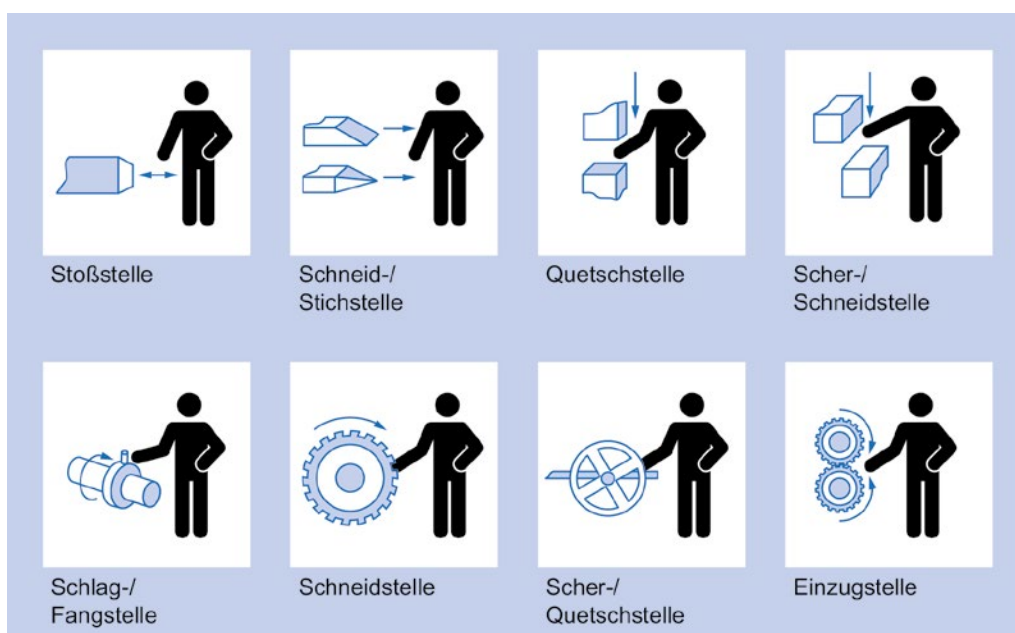 Stoßstelle
Schneid-/
Stichstelle
Quetschstelle
Scher-/
Schneidstelle
Schlag-/
Fangstelle
Schneidstelle
Scher-/
Quetschstelle
Einzugstelle